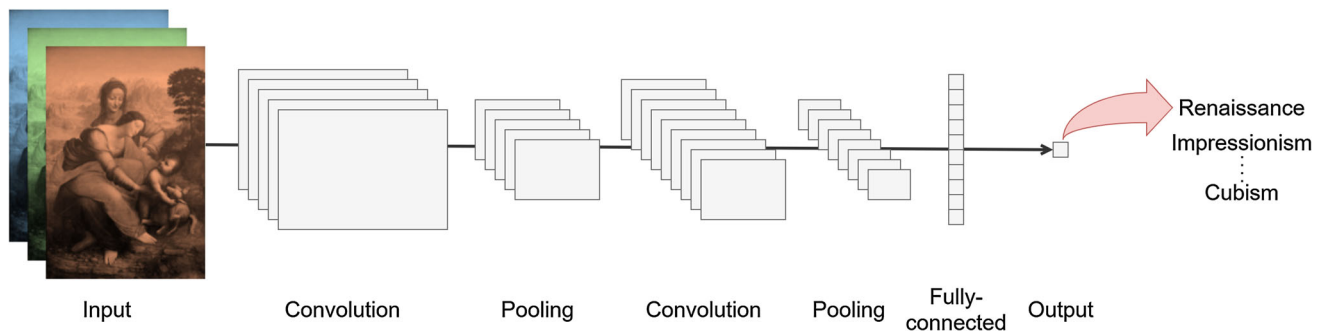 Renaissance
Impressionism
Cubism
Input
Convolution
Pooling
Convolution
Pooling
Fully-
connected
Output